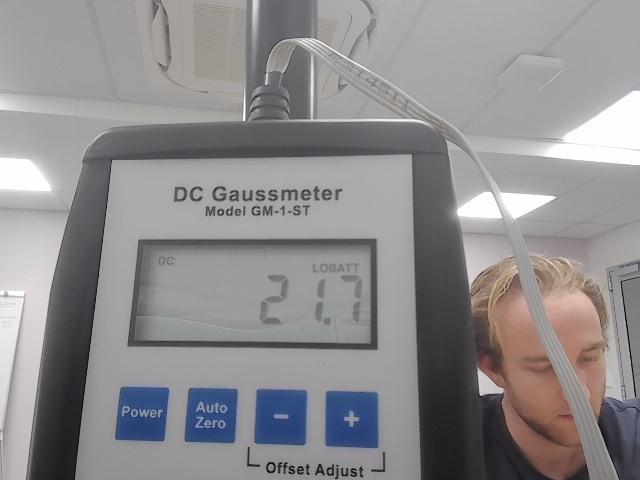 DC Gaussmeter
Model GM-1-ST
DC
LOBATT
21.7
Power
Auto
Zero
-
+
Offset Adjust